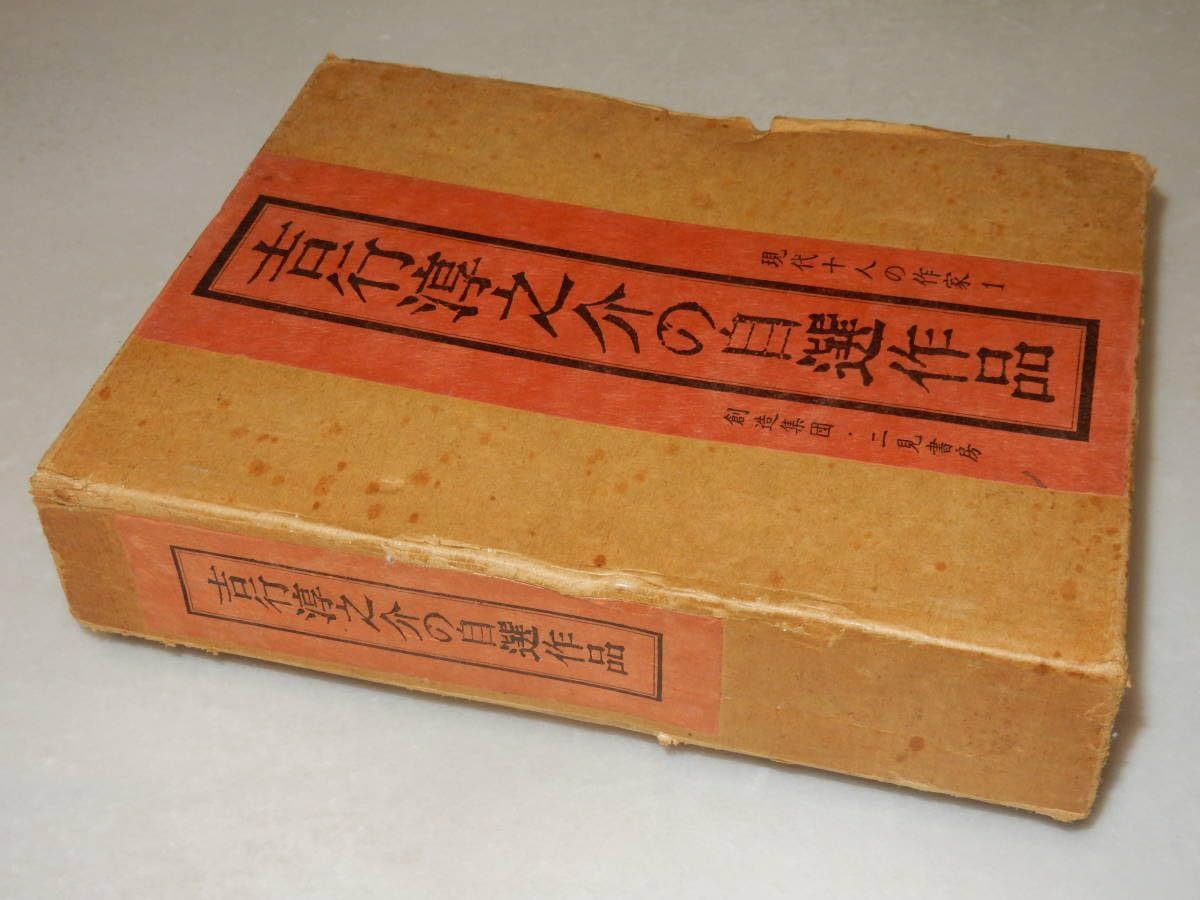 現代十人の作家1
吉行淳之介の自選作品
創造集団・二見書房
吉行淳之介の自選作品